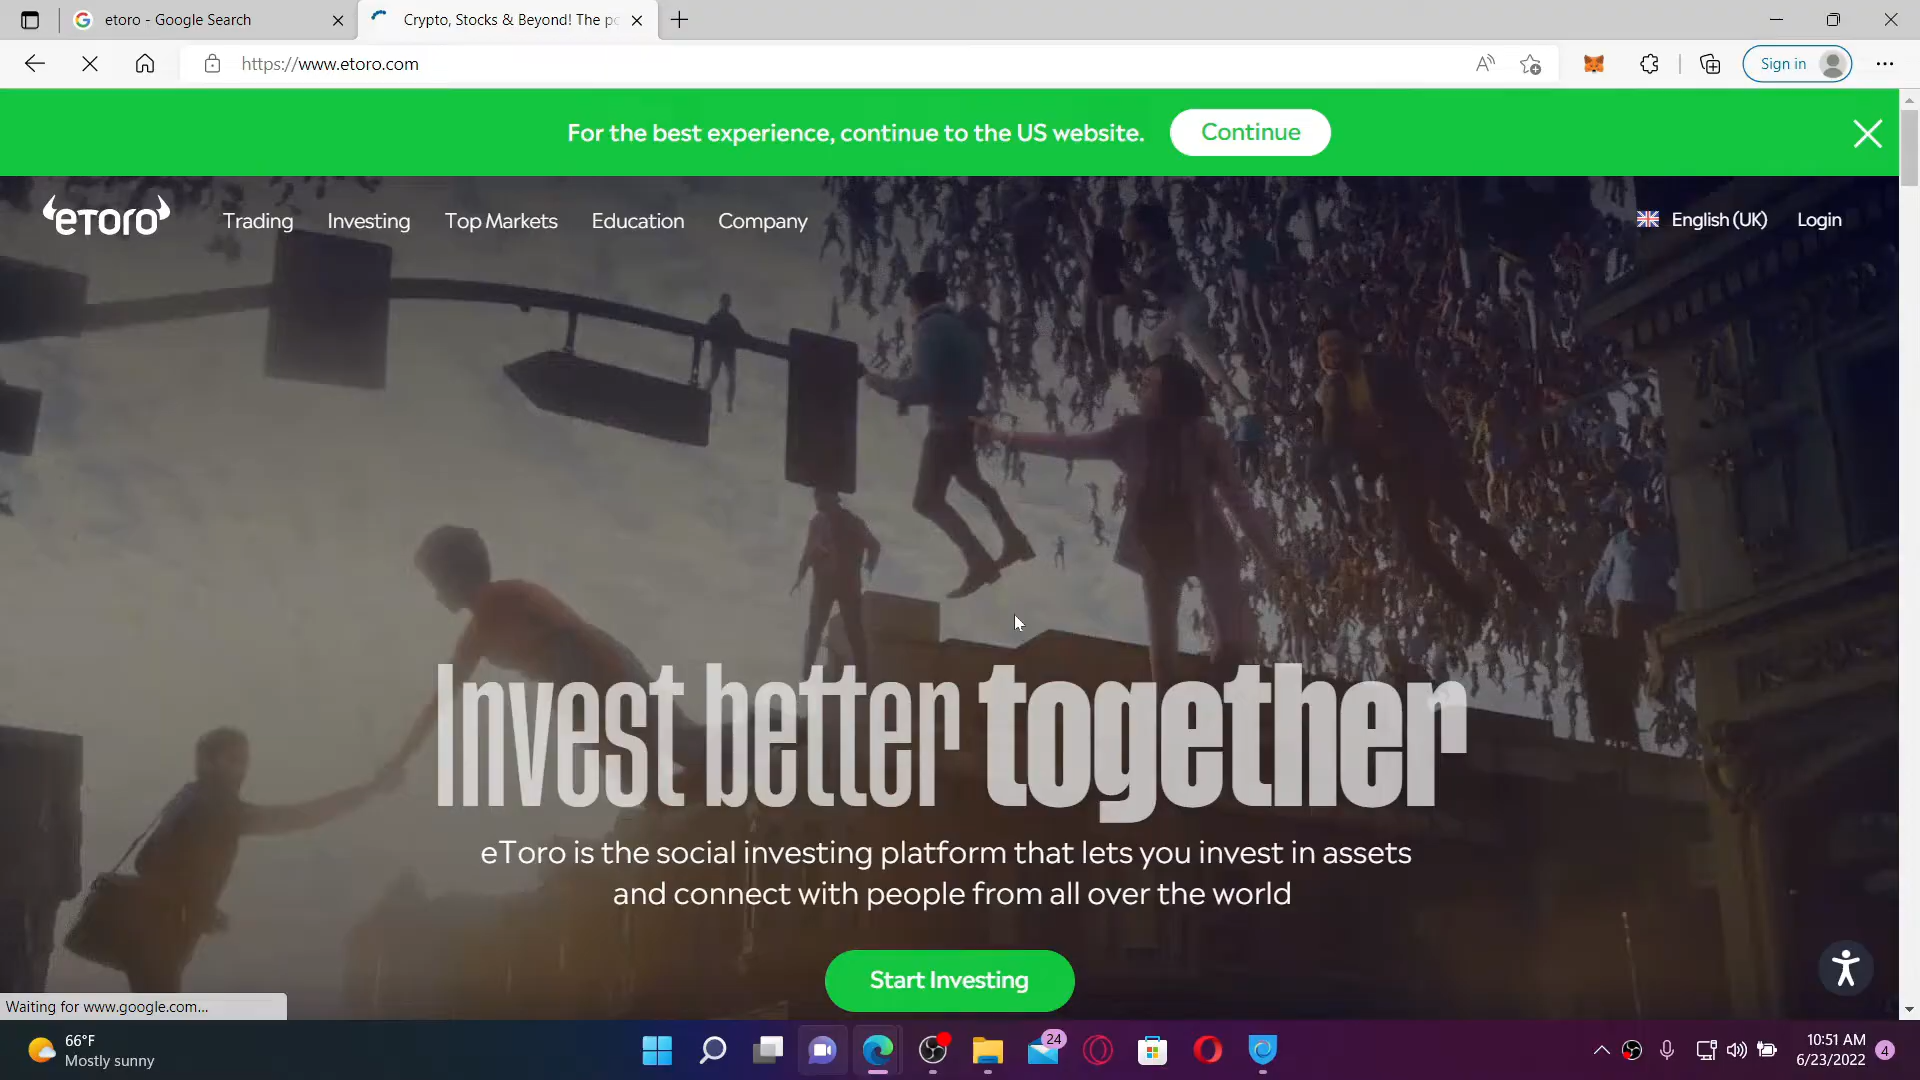 etoro - Google Search
Crypto, Stocks & Beyond! The po
https://www.etoro.com
Sign in
For the best experience, continue to the US website.
Continue
eToro
Trading
Investing
Top Markets
Education
Company
English (UK)
Login
Invest better together
eToro is the social investing platform that lets you invest in assets
and connect with people from all over the world
Start Investing
Waiting for www.google.com...
66°F
Mostly sunny
24
10:51 AM
6/23/2022
4